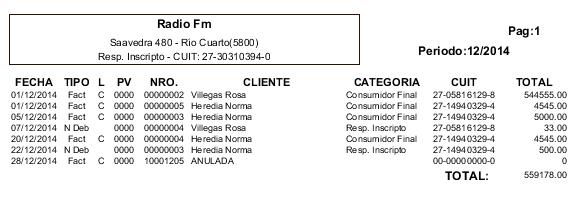 Radio Fm
Pag:1
Saavedra 480 - Rio Cuarto(5800)
Periodo:12/2014
Resp. Inscripto - CUIT: 27-30310394-0
FECHA TIPO L PV NRO. CLIENTE CATEGORIA CUIT TOTAL
01/12/2014 Fact C 0000 00000002 Villegas Rosa Consumidor Final 27-05816129-8 544555.00
01/12/2014 Fact C 0000 00000005 Heredia Norma Consumidor Final 27-14940329-4 4545.00
05/12/2014 Fact C 0000 00000003 Heredia Norma Consumidor Final 27-14940329-4 5000.00
07/12/2014 N Deb 0000 00000004 Villegas Rosa Resp. Inscripto 27-05816129-8 33.00
20/12/2014 Fact C 0000 00000004 Heredia Norma Consumidor Final 27-14940329-4 4545.00
22/12/2014 N Deb 0000 00000003 Heredia Norma Resp. Inscripto 27-14940329-4 500.00
28/12/2014 Fact C 0000 10001205 ANULADA 00-00000000-0 0
TOTAL: 559178.00